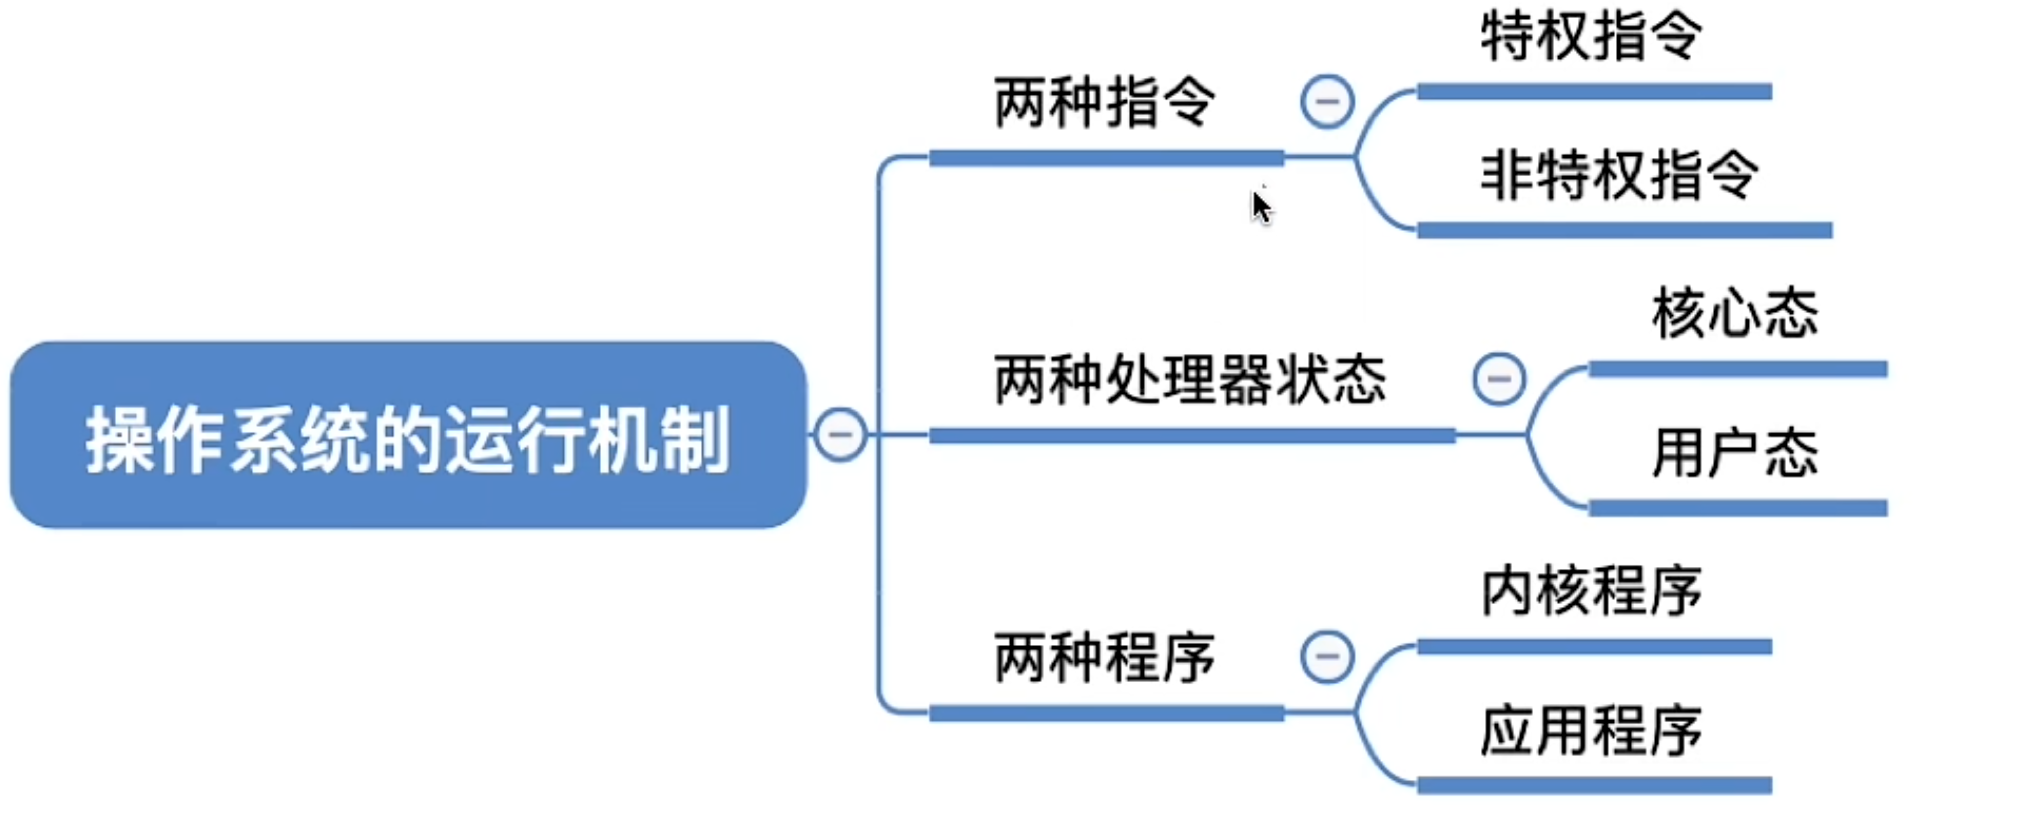 操作系统的运行机制
两种指令
特权指令
非特权指令
两种处理器状态
核心态
用户态
两种程序
内核程序
应用程序